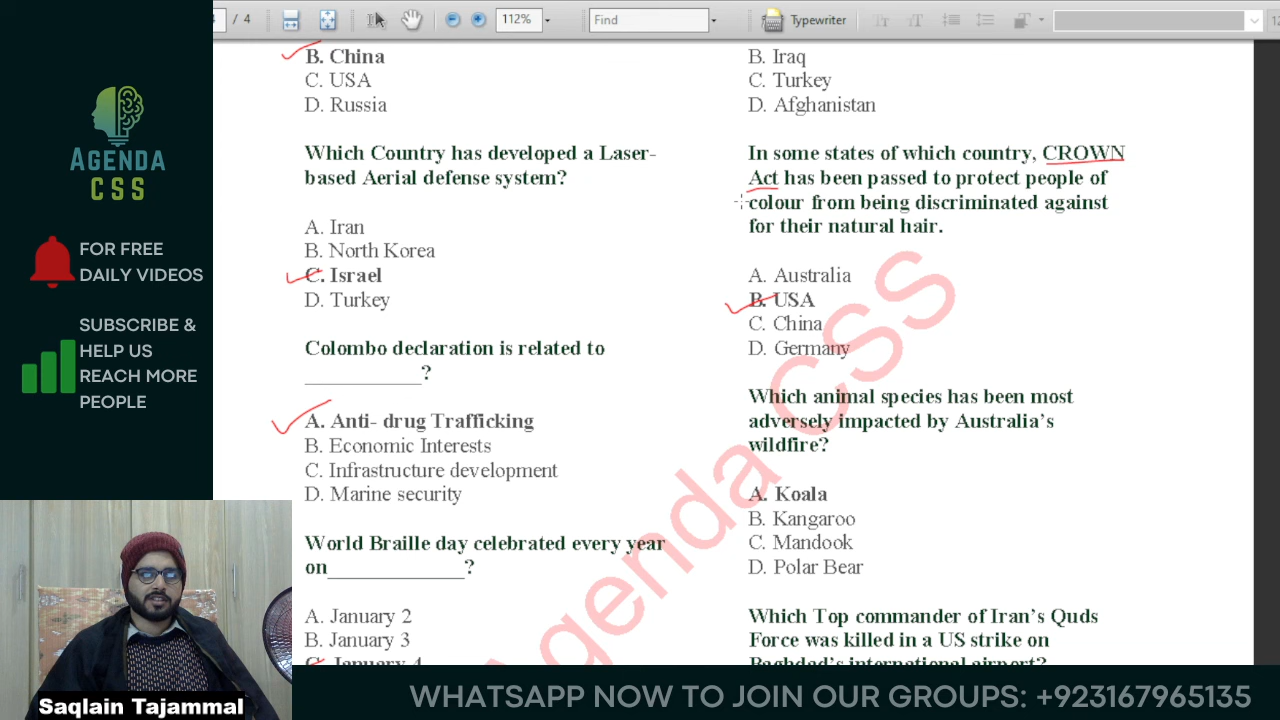 / 4
112%
Find
Typewriter
AGENDA
CSS
FOR FREE
DAILY VIDEOS
SUBSCRIBE &
HELP US
REACH MORE
PEOPLE
B. China
C. USA
D. Russia
Which Country has developed a Laser-
based Aerial defense system?
A. Iran
B. North Korea
C. Israel
D. Turkey
Colombo declaration is related to
____________?
A. Anti- drug Trafficking
B. Economic Interests
C. Infrastructure development
D. Marine security
World Braille day celebrated every year
on______________?
A. January 2
B. January 3
C. January 4
B. Iraq
C. Turkey
D. Afghanistan
In some states of which country, CROWN
Act has been passed to protect people of
colour from being discriminated against
for their natural hair.
A. Australia
B. USA
C. China
D. Germany
Which animal species has been most
adversely impacted by Australia’s
wildfire?
A. Koala
B. Kangaroo
C. Mandook
D. Polar Bear
Which Top commander of Iran’s Quds
Force was killed in a US strike on
Baghdad’s international airport?
Agenda CSS
Saqlain Tajammal
WHATSAPP NOW TO JOIN OUR GROUPS: +923167965135